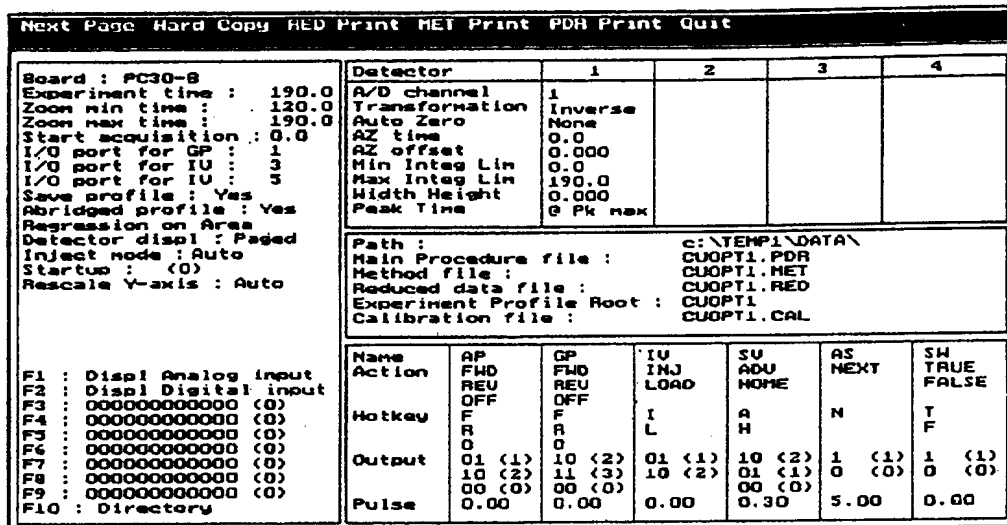 Next Page Hard Copy RED Print MET Print PDR Print Quit
Board : PC30-B
Experiment time : 190.0
Zoom min time : 120.0
Zoom max time : 190.0
Start acquisition : 0.0
I/O port for GP : 1
I/O port for IV : 3
I/O port for IV : 5
Save profile : Yes
Abridged profile : Yes
Regression on Area
Detector displ : Paged
Inject mode : Auto
Startup : (0)
Rescale Y-axis : Auto
F1 : Displ Analog input
F2 : Displ Digital input
F3 : 000000000000 (0)
F4 : 000000000000 (0)
F5 : 000000000000 (0)
F6 : 000000000000 (0)
F7 : 000000000000 (0)
F8 : 000000000000 (0)
F9 : 000000000000 (0)
F10 : Directory
Detector 1 2 3 4
A/D channel 1
Transformation Inverse
Auto Zero None
AZ time 0.0
AZ offset 0.000
Min Integ Lim 0.0
Max Integ Lim 190.0
Width Height 0.000
Peak Time @ Pk max
Path : c:\TEMP1\DATA\
Main Procedure file : CUOPT1.PDR
Method file : CUOPT1.MET
Reduced data file : CUOPT1.RED
Experiment Profile Root : CUOPT1
Calibration file : CUOPT1.CAL
Name AP GP IV SV AS SW
Action FWD FWD INJ ADV NEXT TRUE
REV REV LOAD HOME FALSE
OFF OFF
Hotkey F F I A N T
R R L H F
O O
Output 01 (1) 10 (2) 01 (1) 10 (2) 1 (1) 1 (1)
10 (2) 11 (3) 10 (2) 01 (1) 0 (0) 0 (0)
00 (0) 00 (0) 00 (0)
Pulse 0.00 0.00 0.00 0.30 5.00 0.00